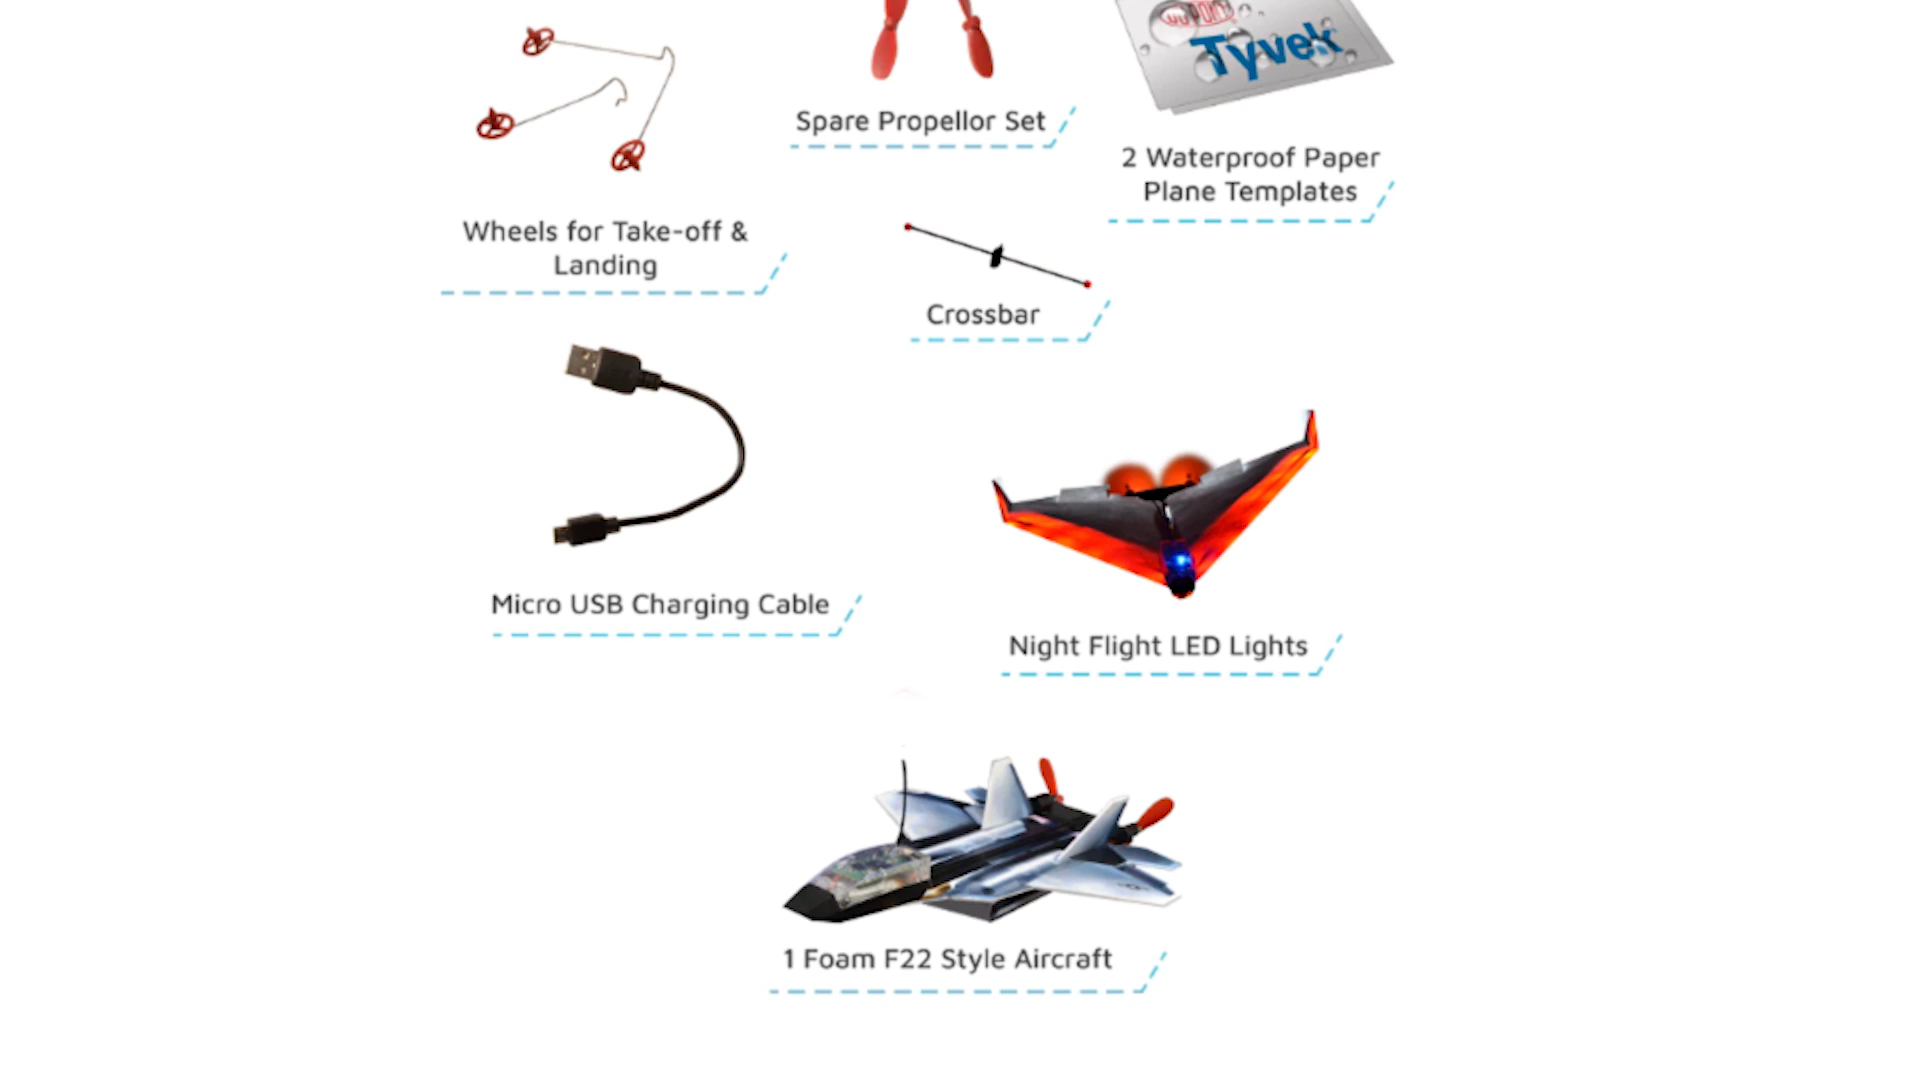 DUPONT
Tyvek
Spare Propellor Set
2 Waterproof Paper
Plane Templates
Wheels for Take-off &
Landing
Crossbar
Micro USB Charging Cable
Night Flight LED Lights
1 Foam F22 Style Aircraft